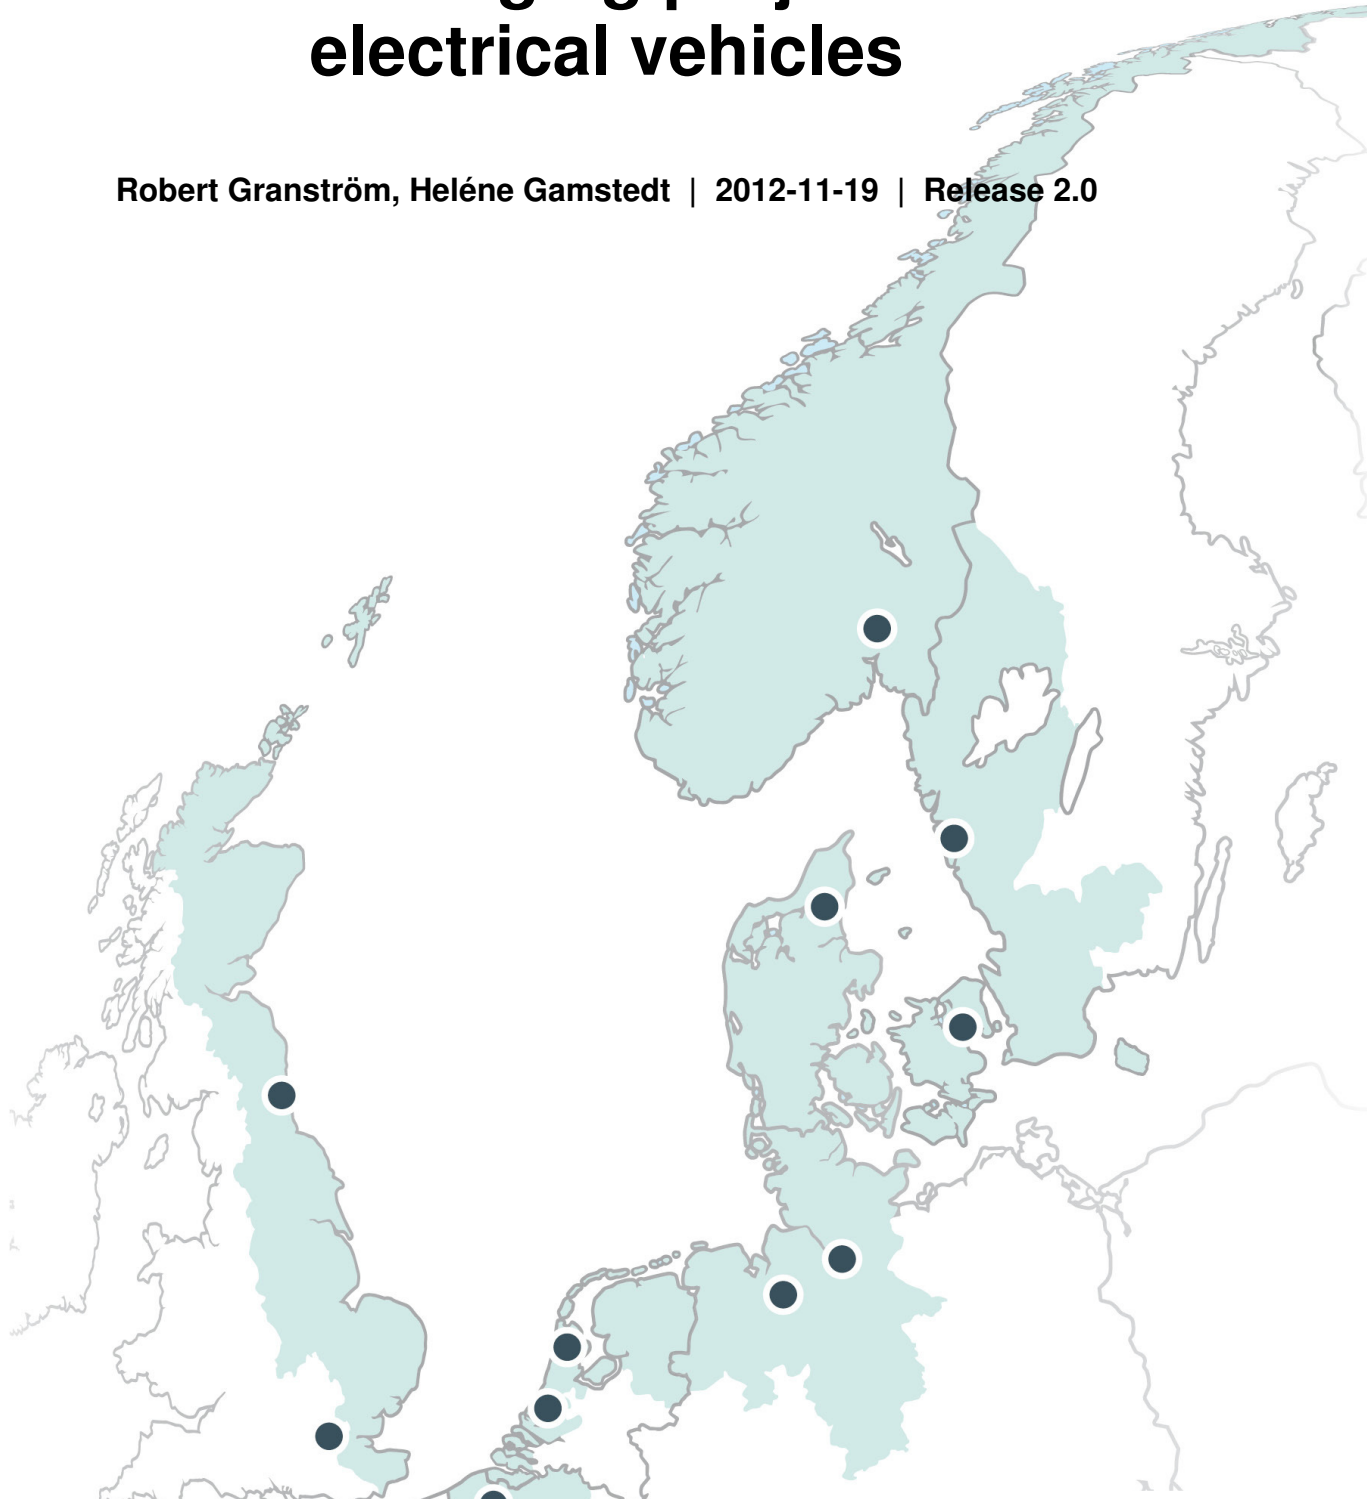 electrical vehicles
Robert Granström, Heléne Gamstedt | 2012-11-19 | Release 2.0